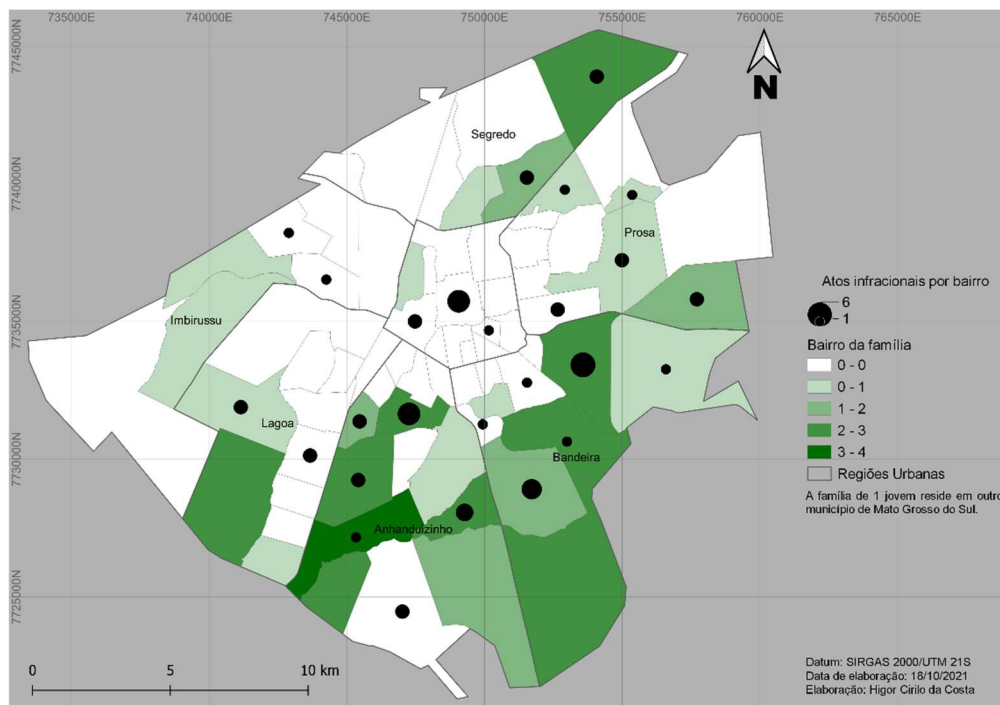 735000E 740000E 745000E 750000E 755000E 760000E 765000E
7745000N
7740000N
7735000N
7730000N
7725000N
N
Segredo
Prosa
Imbirussu
Lagoa
Bandeira
Anhanduizinho
Atos infracionais por bairro
6
1
Bairro da família
0 - 0
0 - 1
1 - 2
2 - 3
3 - 4
Regiões Urbanas
A família de 1 jovem reside em outro
município de Mato Grosso do Sul.
0 5 10 km
Datum: SIRGAS 2000/UTM 21S
Data de elaboração: 18/10/2021
Elaboração: Higor Cirilo da Costa